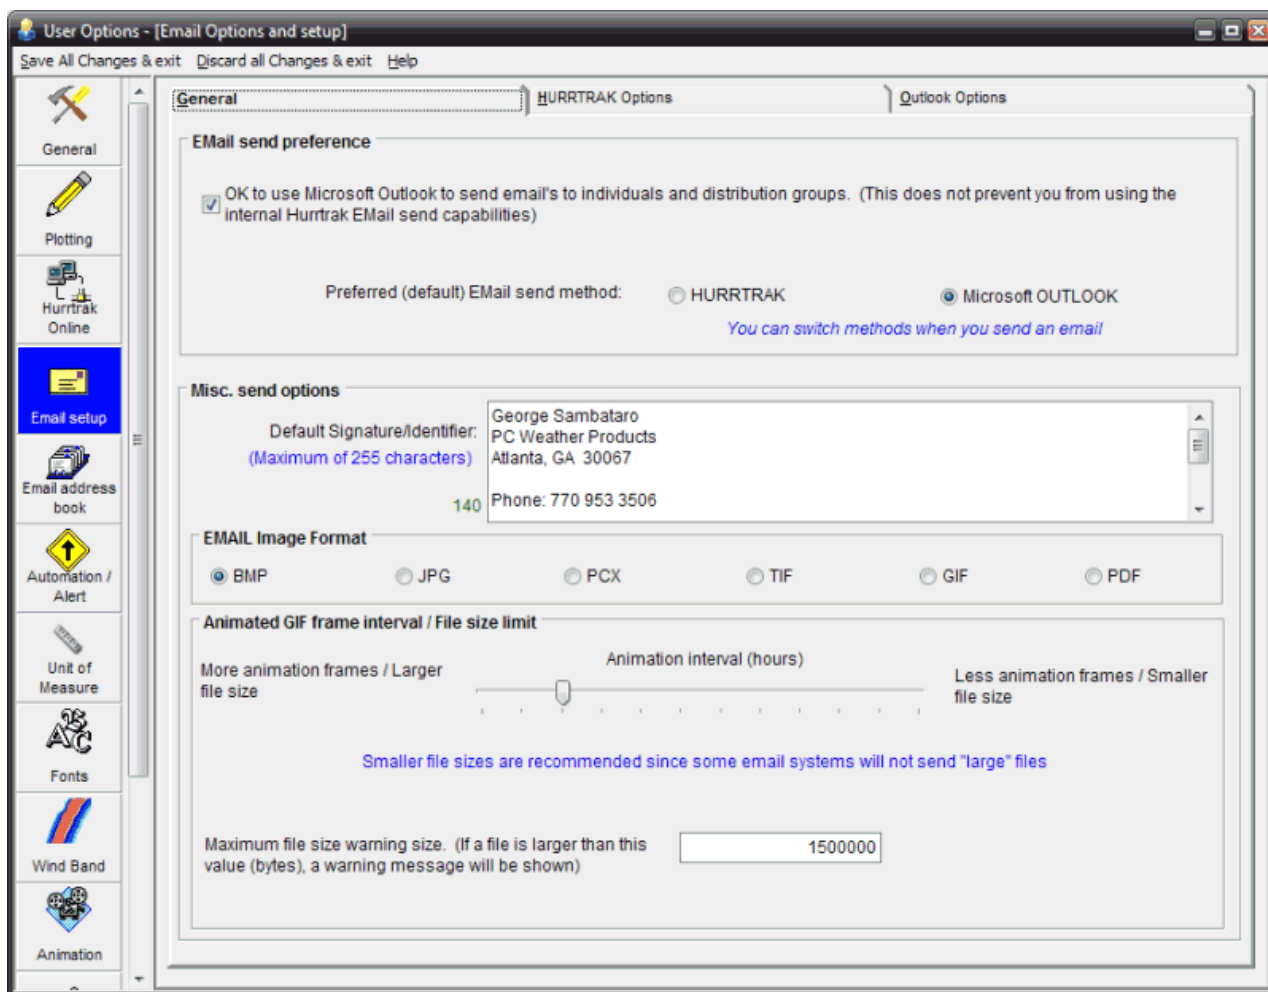 User Options - [Email Options and setup]
Save All Changes & exit  Discard all Changes & exit  Help
General
Plotting
Hurrtrak
Online
Email setup
Email address
book
Automation /
Alert
Unit of
Measure
Fonts
Wind Band
Animation
General
HURRTRAK Options
Outlook Options
EMail send preference
OK to use Microsoft Outlook to send email's to individuals and distribution groups.  (This does not prevent you from using the
internal Hurrtrak EMail send capabilities)
Preferred (default) EMail send method:
HURRTRAK
Microsoft OUTLOOK
You can switch methods when you send an email
Misc. send options
Default Signature/Identifier:
(Maximum of 255 characters)
140
George Sambataro
PC Weather Products
Atlanta, GA  30067
Phone: 770 953 3506
EMAIL Image Format
BMP
JPG
PCX
TIF
GIF
PDF
Animated GIF frame interval / File size limit
More animation frames / Larger
file size
Animation interval (hours)
Less animation frames / Smaller
file size
Smaller file sizes are recommended since some email systems will not send "large" files
Maximum file size warning size.  (If a file is larger than this
value (bytes), a warning message will be shown)
1500000